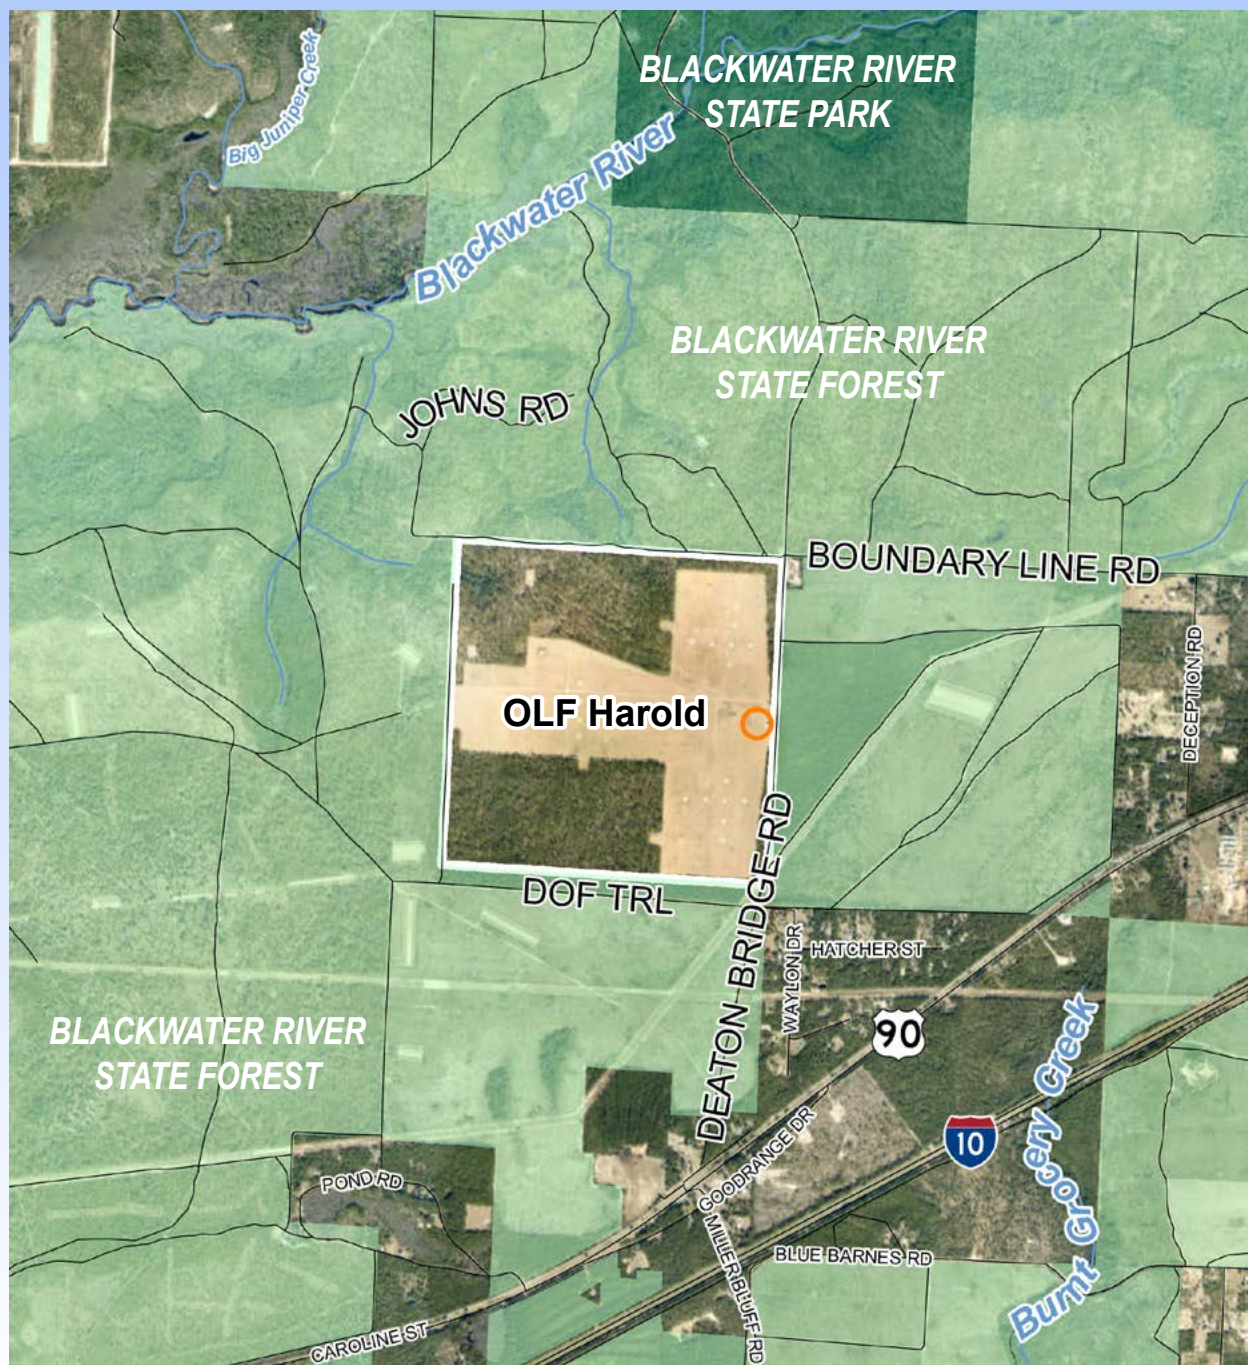 BLACKWATER RIVER
STATE PARK
Big Juniper Creek
Blackwater River
BLACKWATER RIVER
STATE FOREST
JOHNS RD
BOUNDARY LINE RD
DECEPTION RD
OLF Harold
DEATON BRIDGE RD
DOF TRL
HATCHER ST
WAYLON DR
90
BLACKWATER RIVER
STATE FOREST
Burnt Grocery Creek
10
GOODRANGE DR
POND RD
MILLER BLUFF RD
BLUE BARNES RD
CAROLINE ST